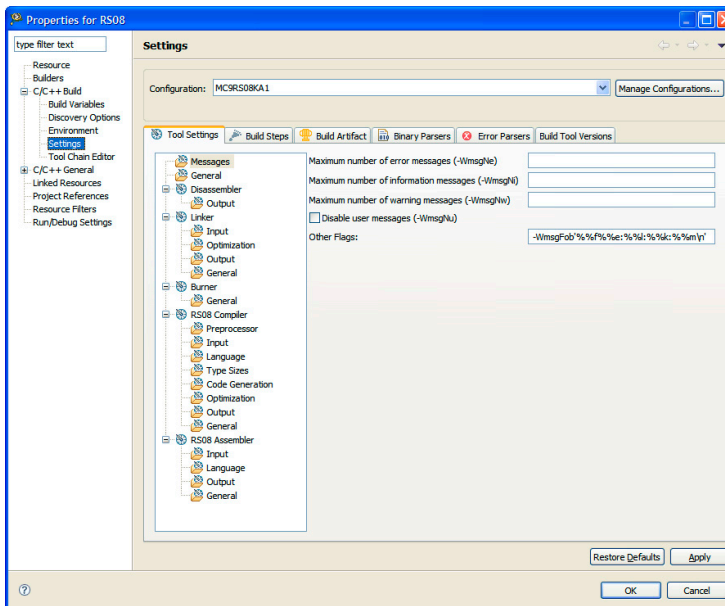 Properties for RS08
type filter text
Resource
Builders
C/C++ Build
Build Variables
Discovery Options
Environment
Settings
Tool Chain Editor
C/C++ General
Linked Resources
Project References
Resource Filters
Run/Debug Settings
Settings
Configuration: MC9RS08KA1 Manage Configurations...
Tool Settings Build Steps Build Artifact Binary Parsers Error Parsers Build Tool Versions
Messages
General
Disassembler
Output
Linker
Input
Optimization
Output
General
Burner
General
RS08 Compiler
Preprocessor
Input
Language
Type Sizes
Code Generation
Optimization
Output
General
RS08 Assembler
Input
Language
Output
General
Maximum number of error messages (-WmsgNe)
Maximum number of information messages (-WmsgNi)
Maximum number of warning messages (-WmsgNw)
Disable user messages (-WmsgNu)
Other Flags: -WmsgFob'%%f%%e:%%l:%%k:%%m\n'
Restore Defaults Apply
OK Cancel